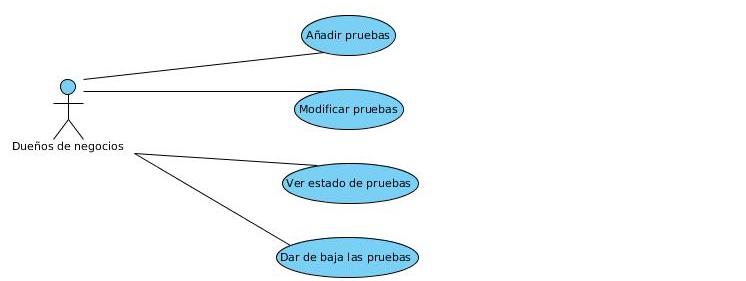 Añadir pruebas
Modificar pruebas
Dueños de negocios
Ver estado de pruebas
Dar de baja las pruebas